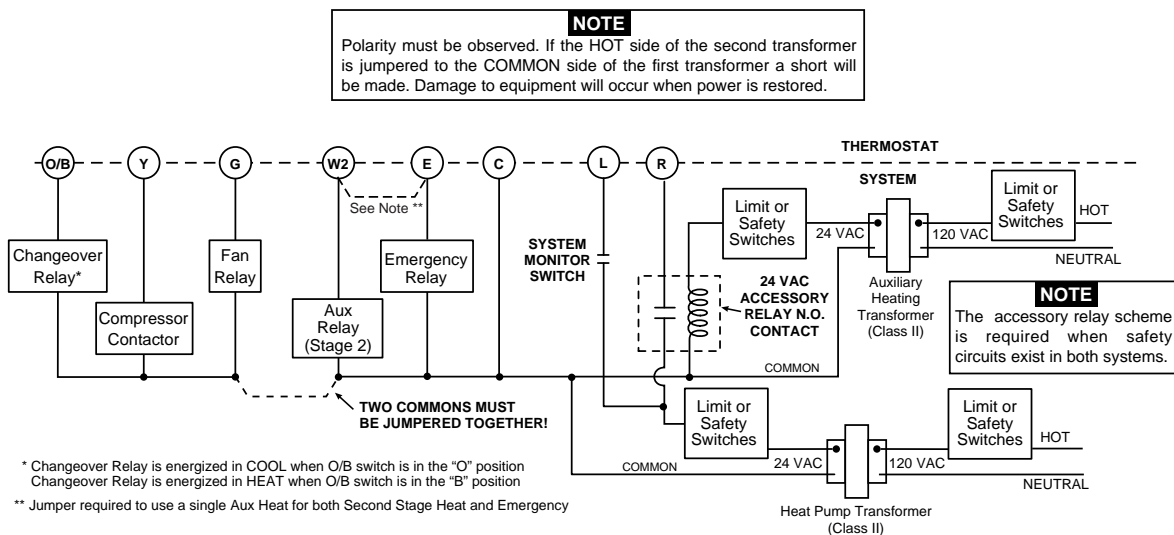 NOTE
Polarity must be observed. If the HOT side of the second transformer
is jumpered to the COMMON side of the first transformer a short will
be made. Damage to equipment will occur when power is restored.
O/B
Y
G
W2
E
C
L
R
THERMOSTAT
SYSTEM
See Note **
Changeover
Relay*
Compressor
Contactor
Fan
Relay
Aux
Relay
(Stage 2)
Emergency
Relay
SYSTEM
MONITOR
SWITCH
24 VAC
ACCESSORY
RELAY N.O.
CONTACT
Limit or
Safety
Switches
24 VAC
120 VAC
Limit or
Safety
Switches
HOT
NEUTRAL
Auxiliary
Heating
Transformer
(Class II)
NOTE
The accessory relay scheme
is required when safety
circuits exist in both systems.
COMMON
TWO COMMONS MUST
BE JUMPERED TOGETHER!
Limit or
Safety
Switches
COMMON
24 VAC
120 VAC
Limit or
Safety
Switches
HOT
NEUTRAL
Heat Pump Transformer
(Class II)
* Changeover Relay is energized in COOL when O/B switch is in the “O” position
Changeover Relay is energized in HEAT when O/B switch is in the “B” position
** Jumper required to use a single Aux Heat for both Second Stage Heat and Emergency